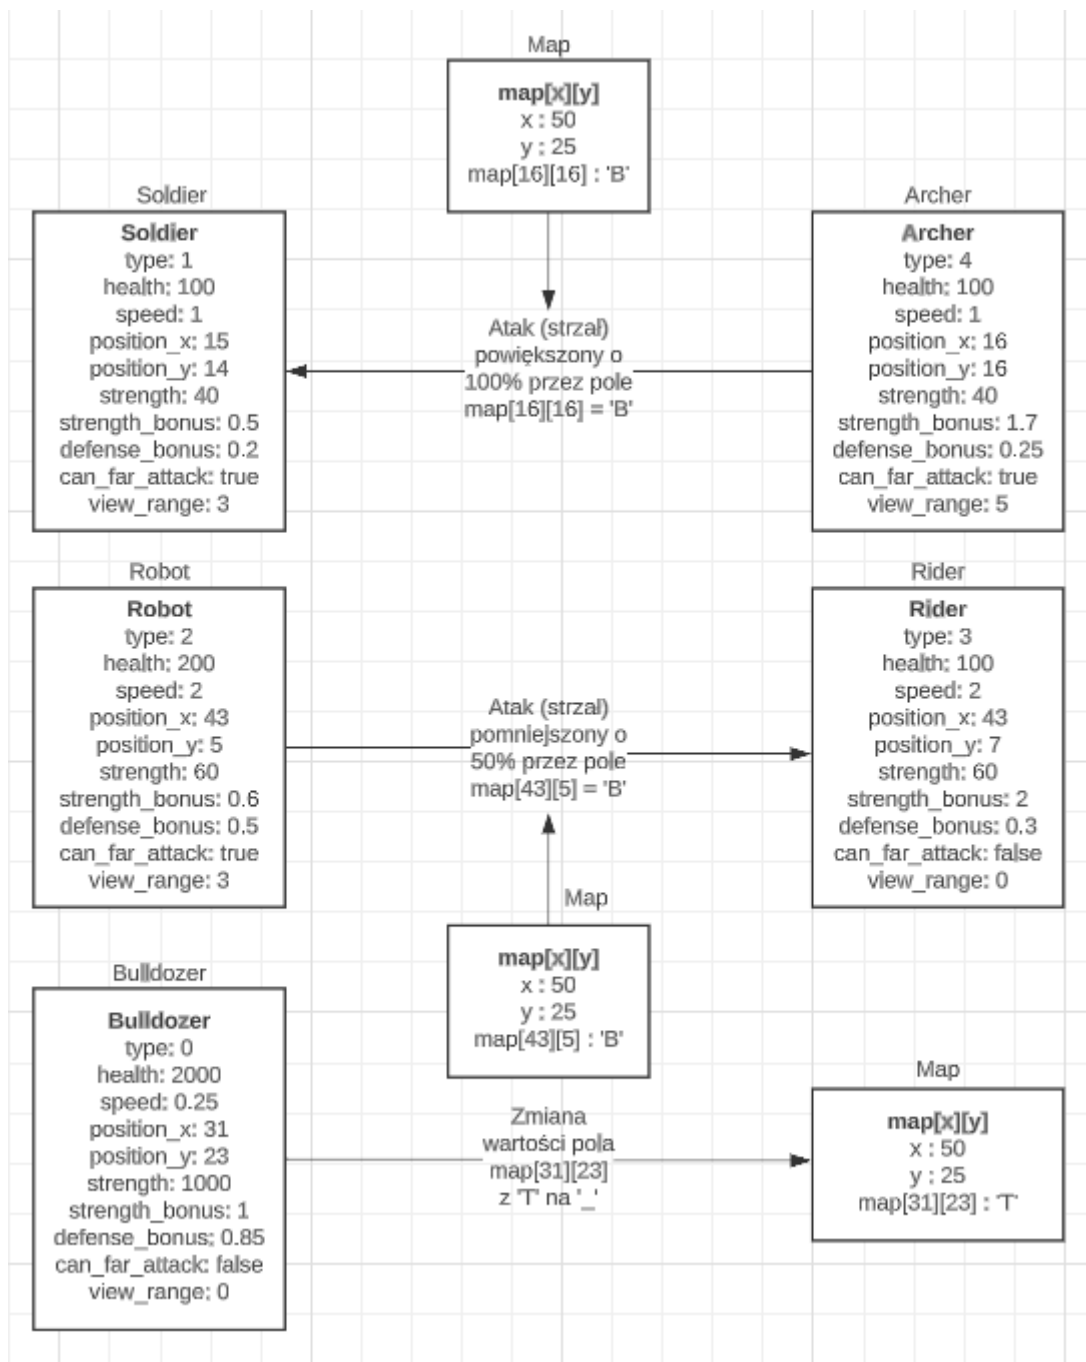 Map
map[x][y]
x : 50
y : 25
map[16][16] : 'B'
Soldier
Soldier
type: 1
health: 100
speed: 1
position_x: 15
position_y: 14
strength: 40
strength_bonus: 0.5
defense_bonus: 0.2
can_far_attack: true
view_range: 3
Atak (strzał)
powiększony o
100% przez pole
map[16][16] = 'B'
Archer
Archer
type: 4
health: 100
speed: 1
position_x: 16
position_y: 16
strength: 40
strength_bonus: 1.7
defense_bonus: 0.25
can_far_attack: true
view_range: 5
Robot
Robot
type: 2
health: 200
speed: 2
position_x: 43
position_y: 5
strength: 60
strength_bonus: 0.6
defense_bonus: 0.5
can_far_attack: true
view_range: 3
Atak (strzał)
pomniejszony o
50% przez pole
map[43][5] = 'B'
Rider
Rider
type: 3
health: 100
speed: 2
position_x: 43
position_y: 7
strength: 60
strength_bonus: 2
defense_bonus: 0.3
can_far_attack: false
view_range: 0
Map
map[x][y]
x : 50
y : 25
map[43][5] : 'B'
Bulldozer
Bulldozer
type: 0
health: 2000
speed: 0.25
position_x: 31
position_y: 23
strength: 1000
strength_bonus: 1
defense_bonus: 0.85
can_far_attack: false
view_range: 0
Zmiana
wartości pola
map[31][23]
z 'T' na '_'
Map
map[x][y]
x : 50
y : 25
map[31][23] : 'T'